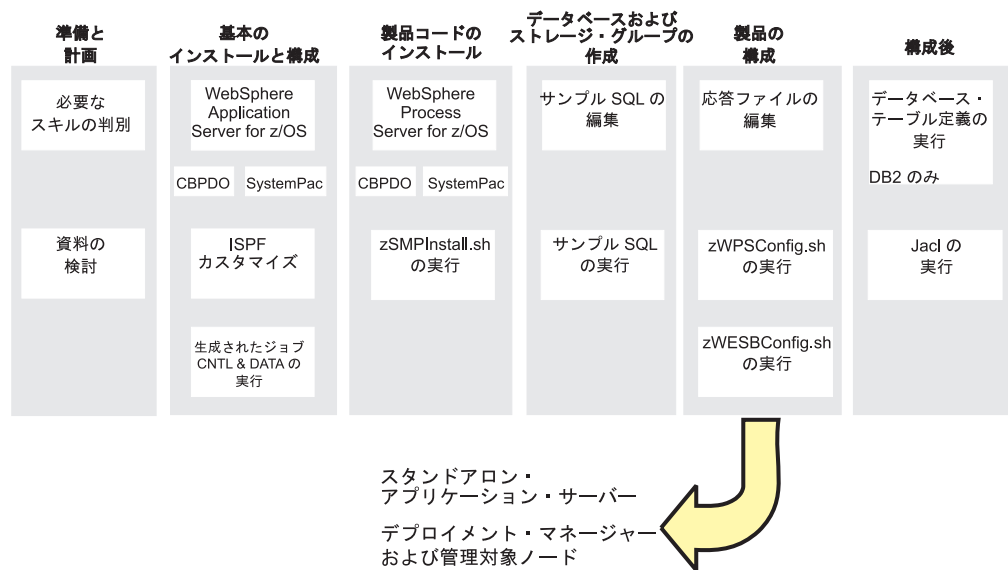 準備と
計画
必要な
スキルの判別
資料の
検討
基本の
インストールと構成
WebSphere
Application
Server for z/OS
CBPDO
SystemPac
ISPF
カスタマイズ
生成されたジョブ
CNTL & DATA の
実行
製品コードの
インストール
WebSphere
Process
Server for z/OS
CBPDO
SystemPac
zSMPInstall.sh
の実行
データベースおよび
ストレージ・グループの
作成
サンプル SQL の
編集
サンプル SQL
の実行
製品の
構成
応答ファイルの
編集
zWPSConfig.sh
の実行
zWESBConfig.sh
の実行
構成後
データベース・
テーブル定義の
実行
DB2 のみ
Jacl の
実行
スタンドアロン・
アプリケーション・サーバー
デプロイメント・マネージャー
および管理対象ノード